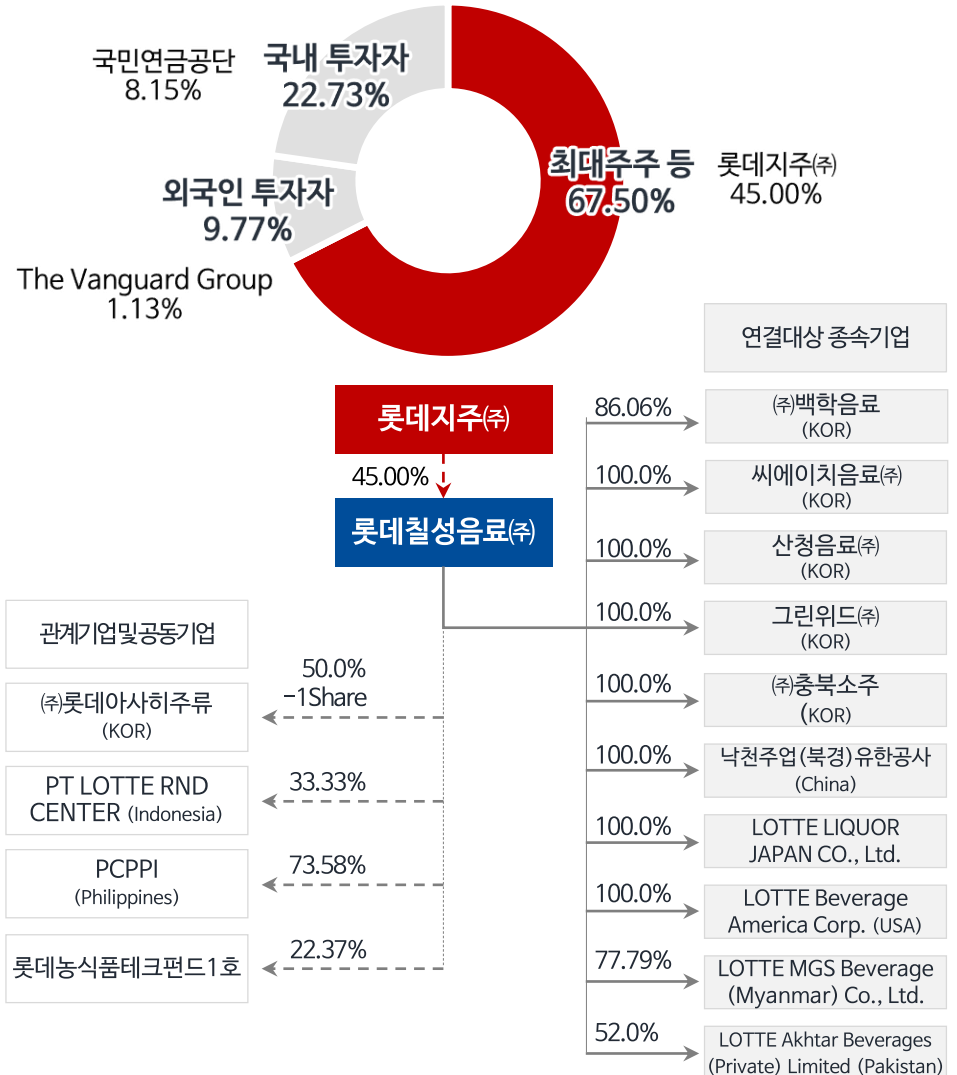 국민연금공단
8.15%
국내 투자자
22.73%
최대주주 등
67.50%
롯데지주㈜
45.00%
외국인 투자자
9.77%
The Vanguard Group
1.13%
연결대상 종속기업
롯데지주㈜
45.00%
롯데칠성음료㈜
86.06%
㈜백학음료
(KOR)
100.0%
씨에이치음료㈜
(KOR)
100.0%
산청음료㈜
(KOR)
100.0%
그린위드㈜
(KOR)
100.0%
㈜충북소주
(KOR)
100.0%
낙천주업(북경)유한공사
(China)
100.0%
LOTTE LIQUOR
JAPAN CO., Ltd.
100.0%
LOTTE Beverage
America Corp. (USA)
77.79%
LOTTE MGS Beverage
(Myanmar) Co., Ltd.
52.0%
LOTTE Akhtar Beverages
(Private) Limited (Pakistan)
관계기업및공동기업
50.0%
-1Share
㈜롯데아사히주류
(KOR)
33.33%
PT LOTTE RND
CENTER (Indonesia)
73.58%
PCPPI
(Philippines)
22.37%
롯데농식품테크펀드1호